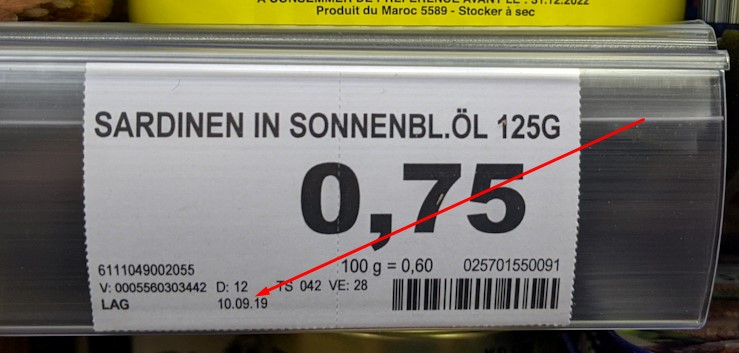 A CONSOMMER DE PRÉFÉRENCE AVANT LE : 31.12.2022
Produit du Maroc 5589 - Stocker à sec
SARDINEN IN SONNENBL.ÖL 125G
0,75
6111049002055 100 g = 0,60 025701550091
V: 0005560303442 D: 12 TS 042 VE: 28
LAG 10.09.19